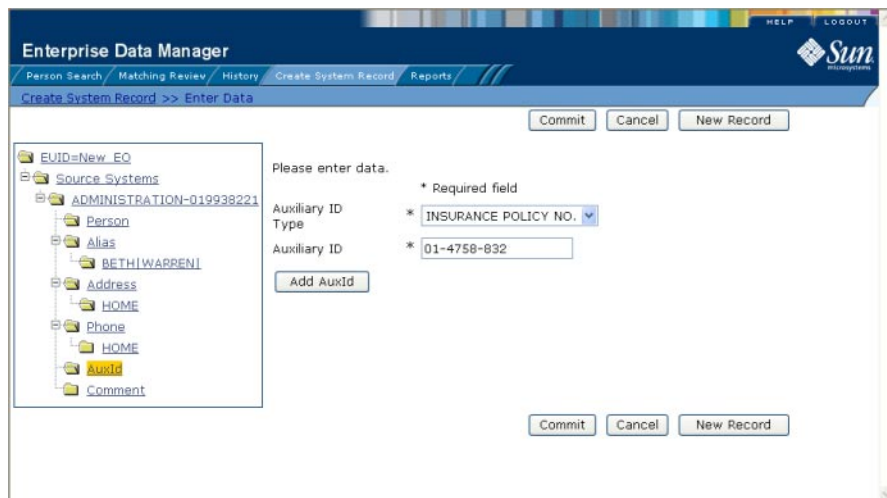 HELP LOGOUT
Enterprise Data Manager
Sun
microsystems
Person Search / Matching Review / History / Create System Record / Reports
Create System Record >> Enter Data
Commit Cancel New Record
EUID=New EO
Source Systems
ADMINISTRATION-019938221
Person
Alias
BETH|WARREN|
Address
HOME
Phone
HOME
AuxId
Comment
Please enter data.
* Required field
Auxiliary ID
Type
* INSURANCE POLICY NO.
Auxiliary ID * 01-4758-832
Add AuxId
Commit Cancel New Record